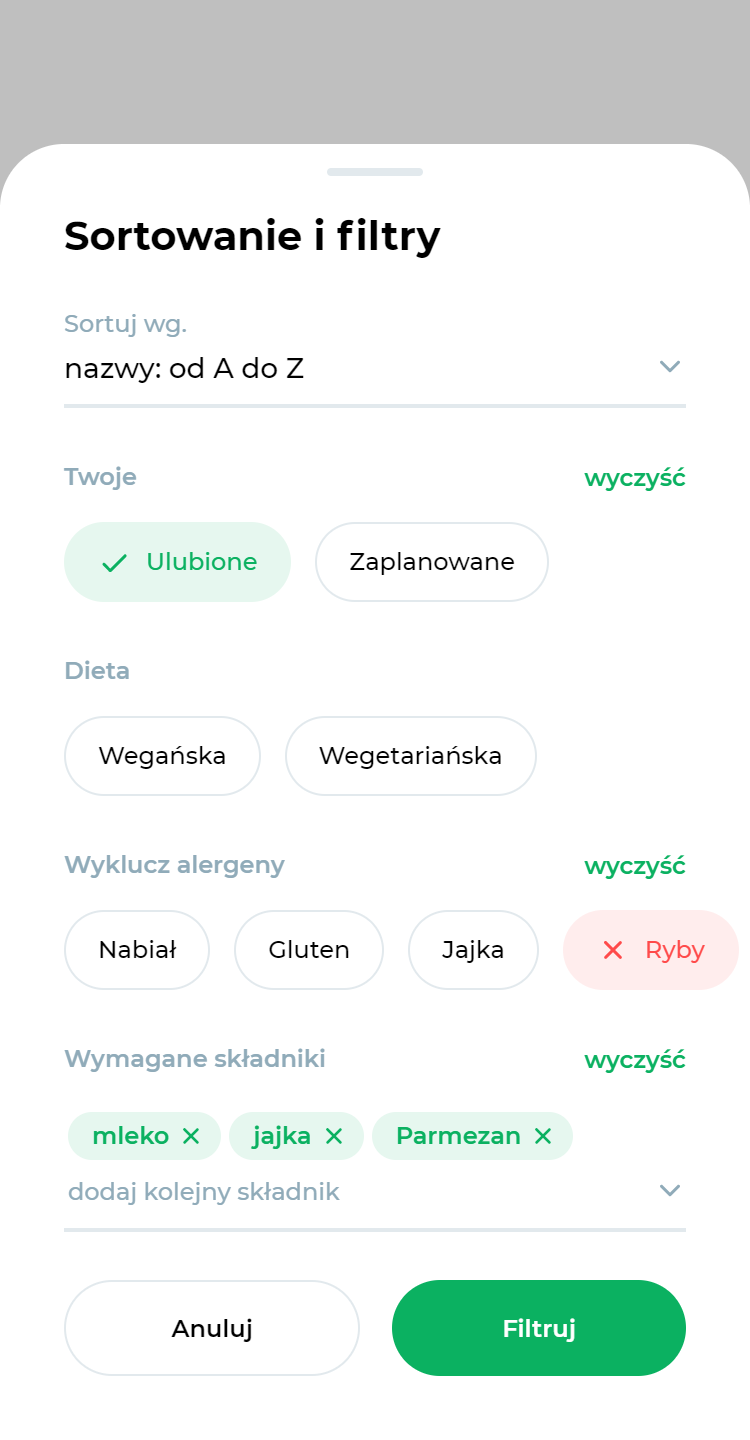 Sortowanie i filtry
Sortuj wg.
nazwy: od A do Z
Twoje wyczyść
Ulubione Zaplanowane
Dieta
Wegańska Wegetariańska
Wyklucz alergeny wyczyść
Nabiał Gluten Jajka Ryby
Wymagane składniki wyczyść
mleko jajka Parmezan
dodaj kolejny składnik
Anuluj Filtruj